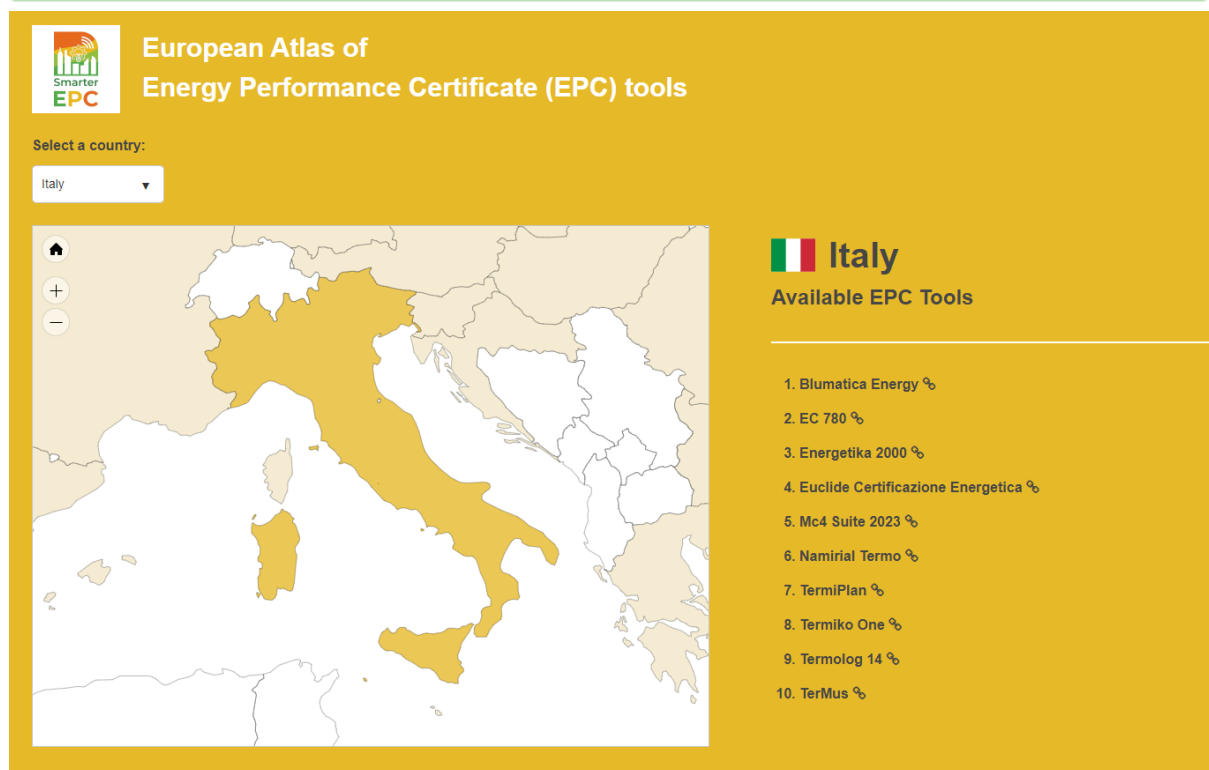 Smarter
EPC
European Atlas of
Energy Performance Certificate (EPC) tools
Select a country:
Italy
Italy
Available EPC Tools
1. Blumatica Energy
2. EC 780
3. Energetika 2000
4. Euclide Certificazione Energetica
5. Mc4 Suite 2023
6. Namirial Termo
7. TermiPlan
8. Termiko One
9. Termolog 14
10. TerMus